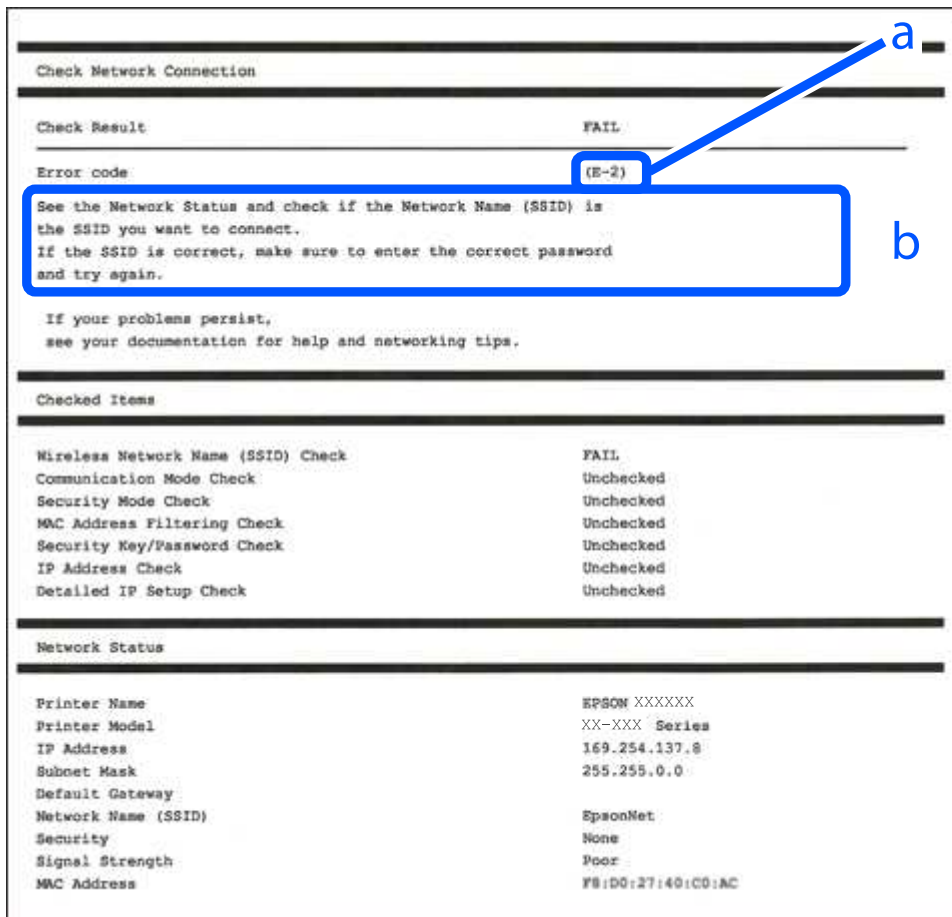 a
Check Network Connection
Check Result FAIL
Error code (E-2)
See the Network Status and check if the Network Name (SSID) is
the SSID you want to connect.
If the SSID is correct, make sure to enter the correct password
and try again.
b
If your problems persist,
see your documentation for help and networking tips.
Checked Items
Wireless Network Name (SSID) Check FAIL
Communication Mode Check Unchecked
Security Mode Check Unchecked
MAC Address Filtering Check Unchecked
Security Key/Password Check Unchecked
IP Address Check Unchecked
Detailed IP Setup Check Unchecked
Network Status
Printer Name EPSON XXXXXX
Printer Model XX-XXX Series
IP Address 169.254.137.8
Subnet Mask 255.255.0.0
Default Gateway
Network Name (SSID) EpsonNet
Security None
Signal Strength Poor
MAC Address F8:D0:27:40:C0:AC